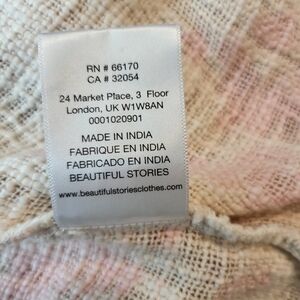 RN # 66170
CA # 32054
24 Market Place, 3 Floor
London, UK W1W8AN
0001020901
MADE IN INDIA
FABRIQUE EN INDIA
FABRICADO EN INDIA
BEAUTIFUL STORIES
www.beautifulstoriesclothes.com